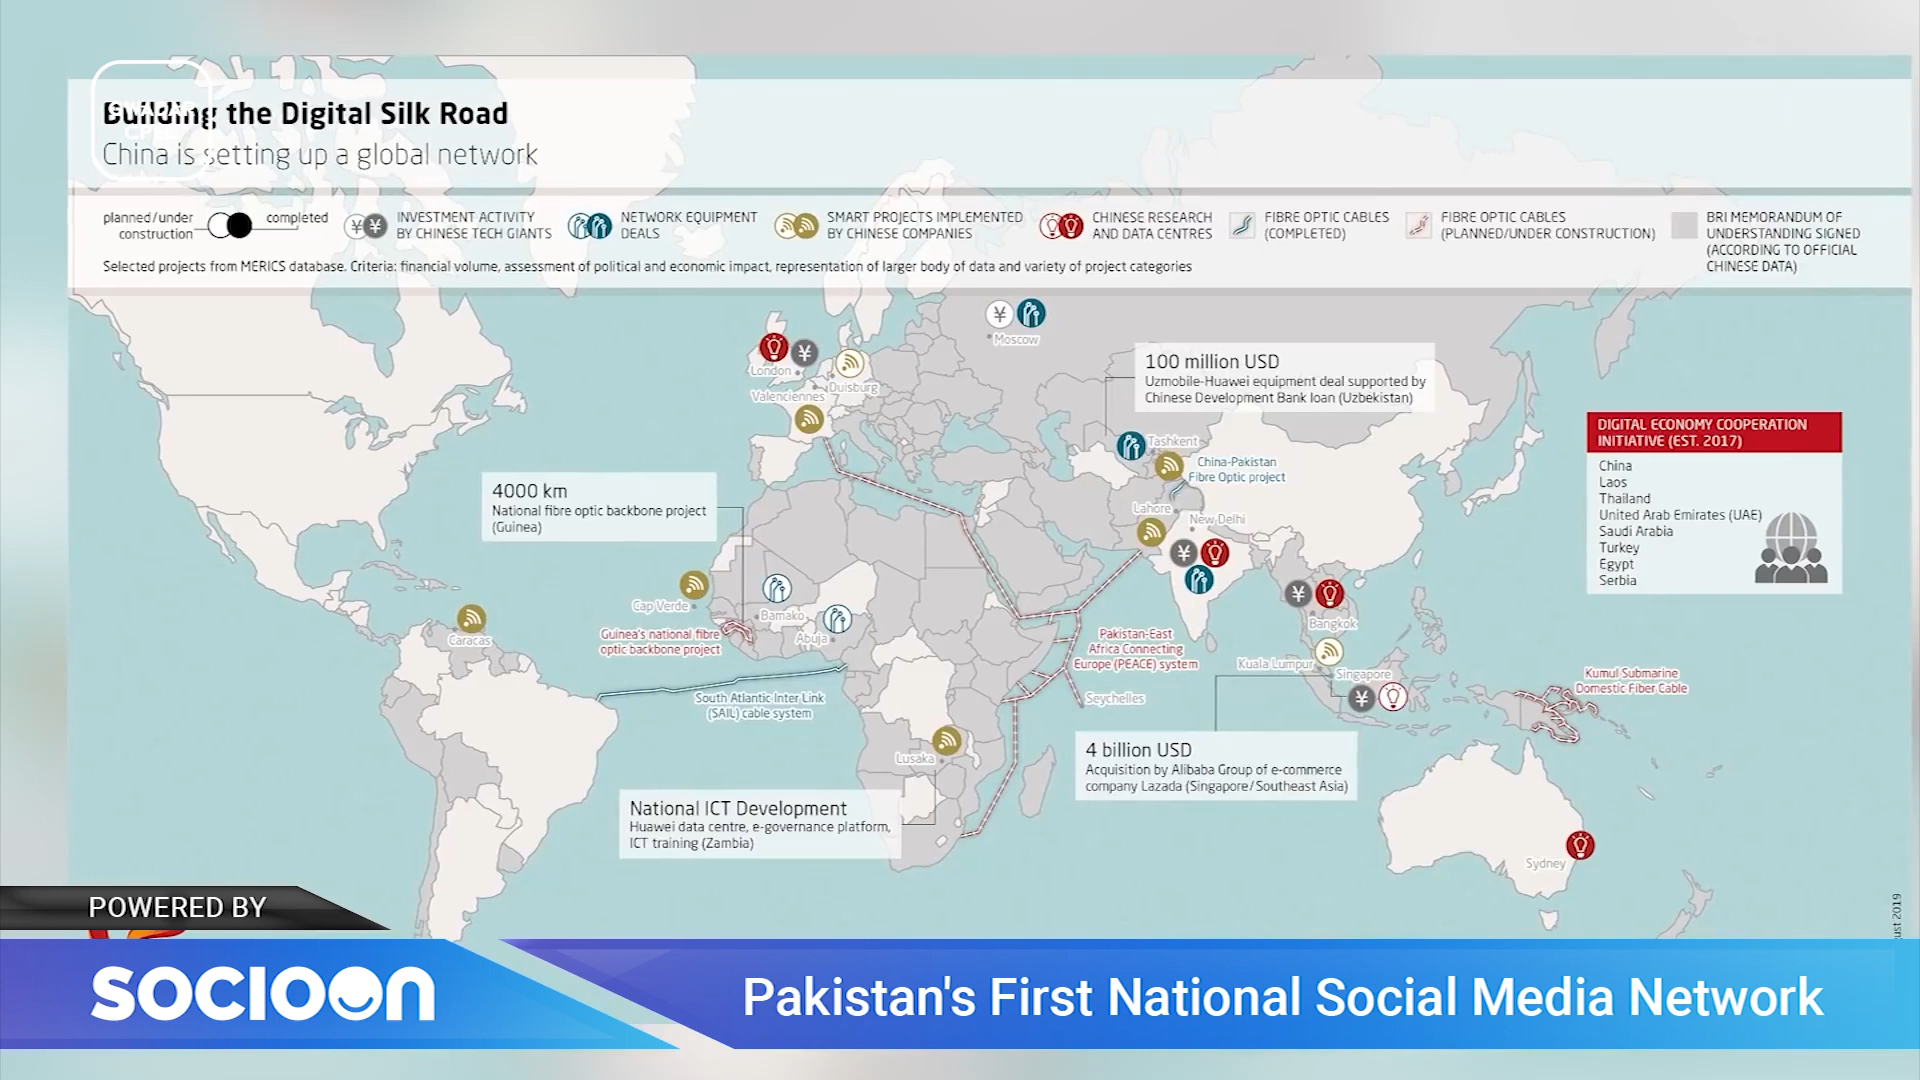 Building the Digital Silk Road
China is setting up a global network
planned/under
construction
completed
INVESTMENT ACTIVITY
BY CHINESE TECH GIANTS
NETWORK EQUIPMENT
DEALS
SMART PROJECTS IMPLEMENTED
BY CHINESE COMPANIES
CHINESE RESEARCH
AND DATA CENTRES
FIBRE OPTIC CABLES
(COMPLETED)
FIBRE OPTIC CABLES
(PLANNED/UNDER CONSTRUCTION)
BRI MEMORANDUM OF
UNDERSTANDING SIGNED
(ACCORDING TO OFFICIAL
CHINESE DATA)
Selected projects from MERICS database. Criteria: financial volume, assessment of political and economic impact, representation of larger body of data and variety of project categories
Moscow
London
Duisburg
Valenciennes
100 million USD
Uzmobile-Huawei equipment deal supported by
Chinese Development Bank loan (Uzbekistan)
DIGITAL ECONOMY COOPERATION
INITIATIVE (EST. 2017)
China
Laos
Thailand
United Arab Emirates (UAE)
Saudi Arabia
Turkey
Egypt
Serbia
Tashkent
China-Pakistan
Fibre Optic project
4000 km
National fibre optic backbone project
(Guinea)
Lahore
New Delhi
Cap Verde
Bamako
Abuja
Caracas
Guinea's national fibre
optic backbone project
Pakistan-East
Africa Connecting
Europe (PEACE) system
Bangkok
Kuala Lumpur
Singapore
Kumul Submarine
Domestic Fiber Cable
South Atlantic Inter Link
(SAIL) cable system
Seychelles
Lusaka
4 billion USD
Acquisition by Alibaba Group of e-commerce
company Lazada (Singapore/Southeast Asia)
National ICT Development
Huawei data centre, e-governance platform,
ICT training (Zambia)
Sydney
2019
POWERED BY
SOCIOON
Pakistan's First National Social Media Network